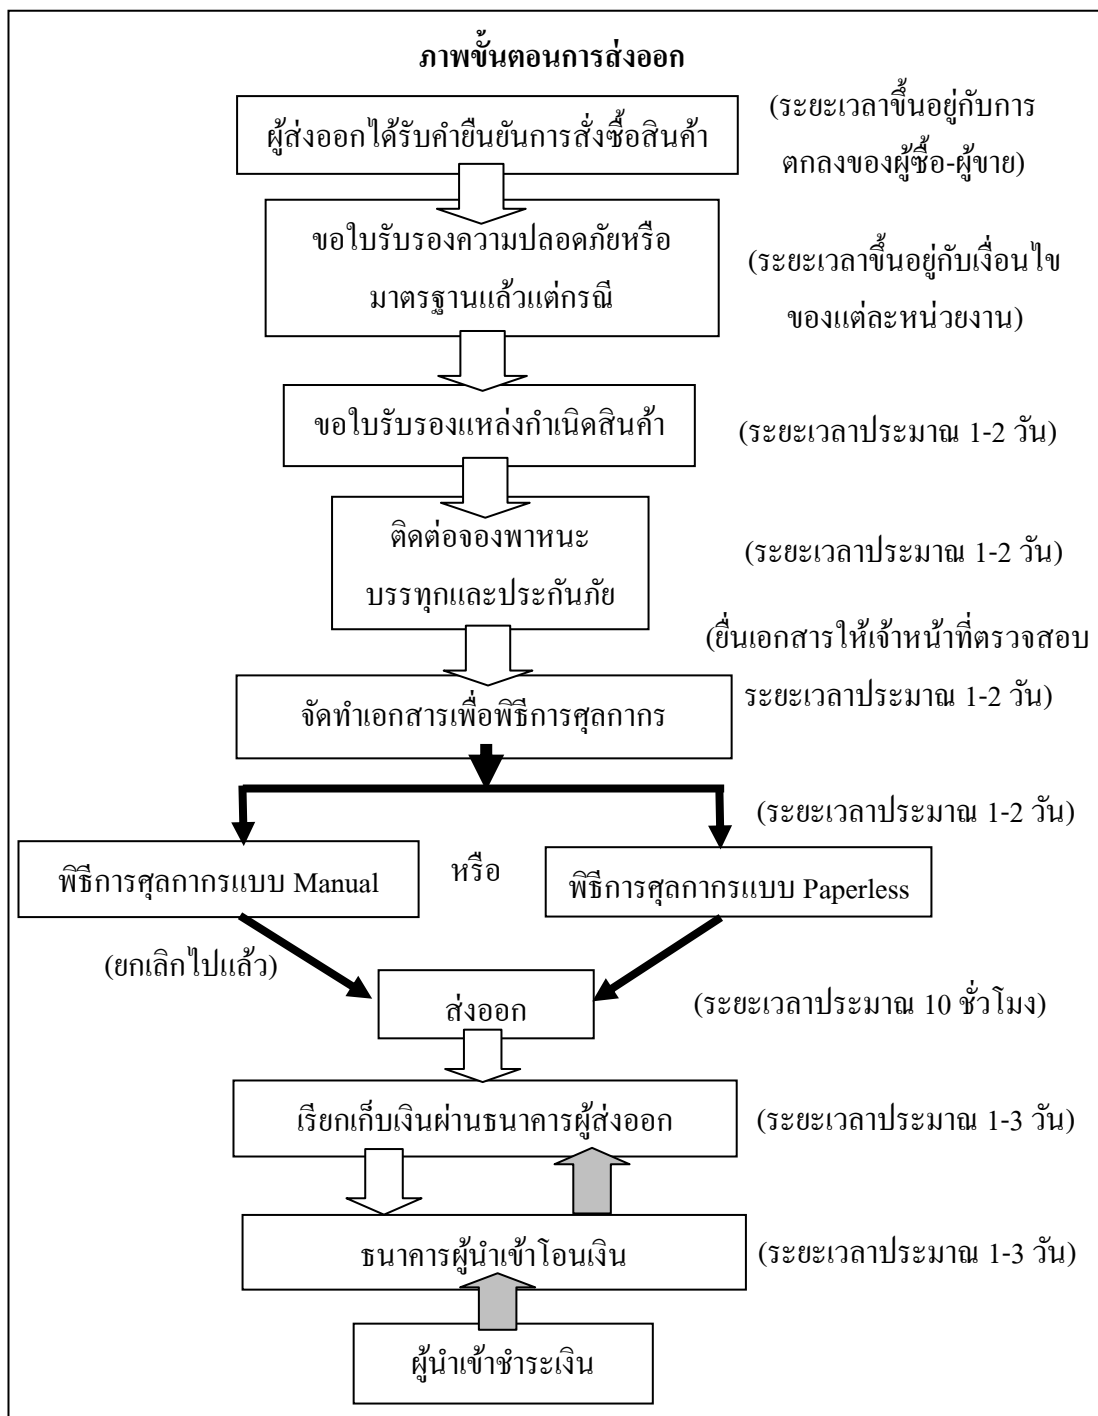 ภาพขั้นตอนการส่งออก
ผู้ส่งออกได้รับคำยืนยันการสั่งซื้อสินค้า
(ระยะเวลาขึ้นอยู่กับการ
ตกลงของผู้ซื้อ-ผู้ขาย)
ขอใบรับรองความปลอดภัยหรือ
มาตรฐานแล้วแต่กรณี
(ระยะเวลาขึ้นอยู่กับเงื่อนไข
ของแต่ละหน่วยงาน)
ขอใบรับรองแหล่งกำเนิดสินค้า
(ระยะเวลาประมาณ 1-2 วัน)
ติดต่อจองพาหนะ
บรรทุกและประกันภัย
(ระยะเวลาประมาณ 1-2 วัน)
(ยื่นเอกสารให้เจ้าหน้าที่ตรวจสอบ
ระยะเวลาประมาณ 1-2 วัน)
จัดทำเอกสารเพื่อพิธีการศุลกากร
(ระยะเวลาประมาณ 1-2 วัน)
พิธีการศุลกากรแบบ Manual
หรือ
พิธีการศุลกากรแบบ Paperless
(ยกเลิกไปแล้ว)
ส่งออก
(ระยะเวลาประมาณ 10 ชั่วโมง)
เรียกเก็บเงินผ่านธนาคารผู้ส่งออก
(ระยะเวลาประมาณ 1-3 วัน)
ธนาคารผู้นำเข้าโอนเงิน
(ระยะเวลาประมาณ 1-3 วัน)
ผู้นำเข้าชำระเงิน